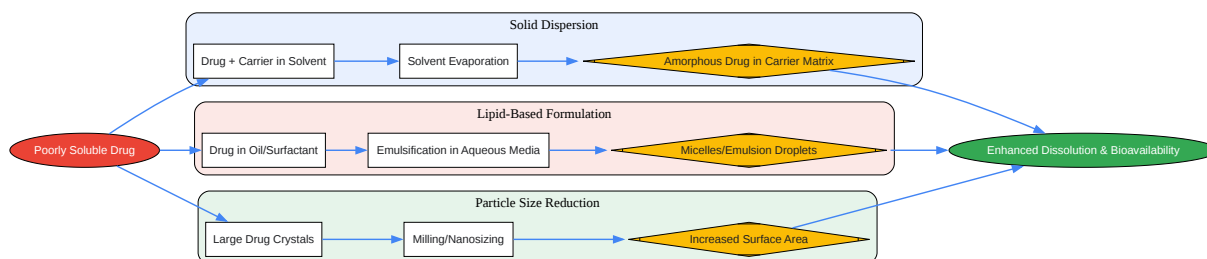 Solid Dispersion
Drug + Carrier in Solvent
Solvent Evaporation
Amorphous Drug in Carrier Matrix
Lipid-Based Formulation
Poorly Soluble Drug
Drug in Oil/Surfactant
Emulsification in Aqueous Media
Micelles/Emulsion Droplets
Enhanced Dissolution & Bioavailability
Particle Size Reduction
Large Drug Crystals
Milling/Nanosizing
Increased Surface Area